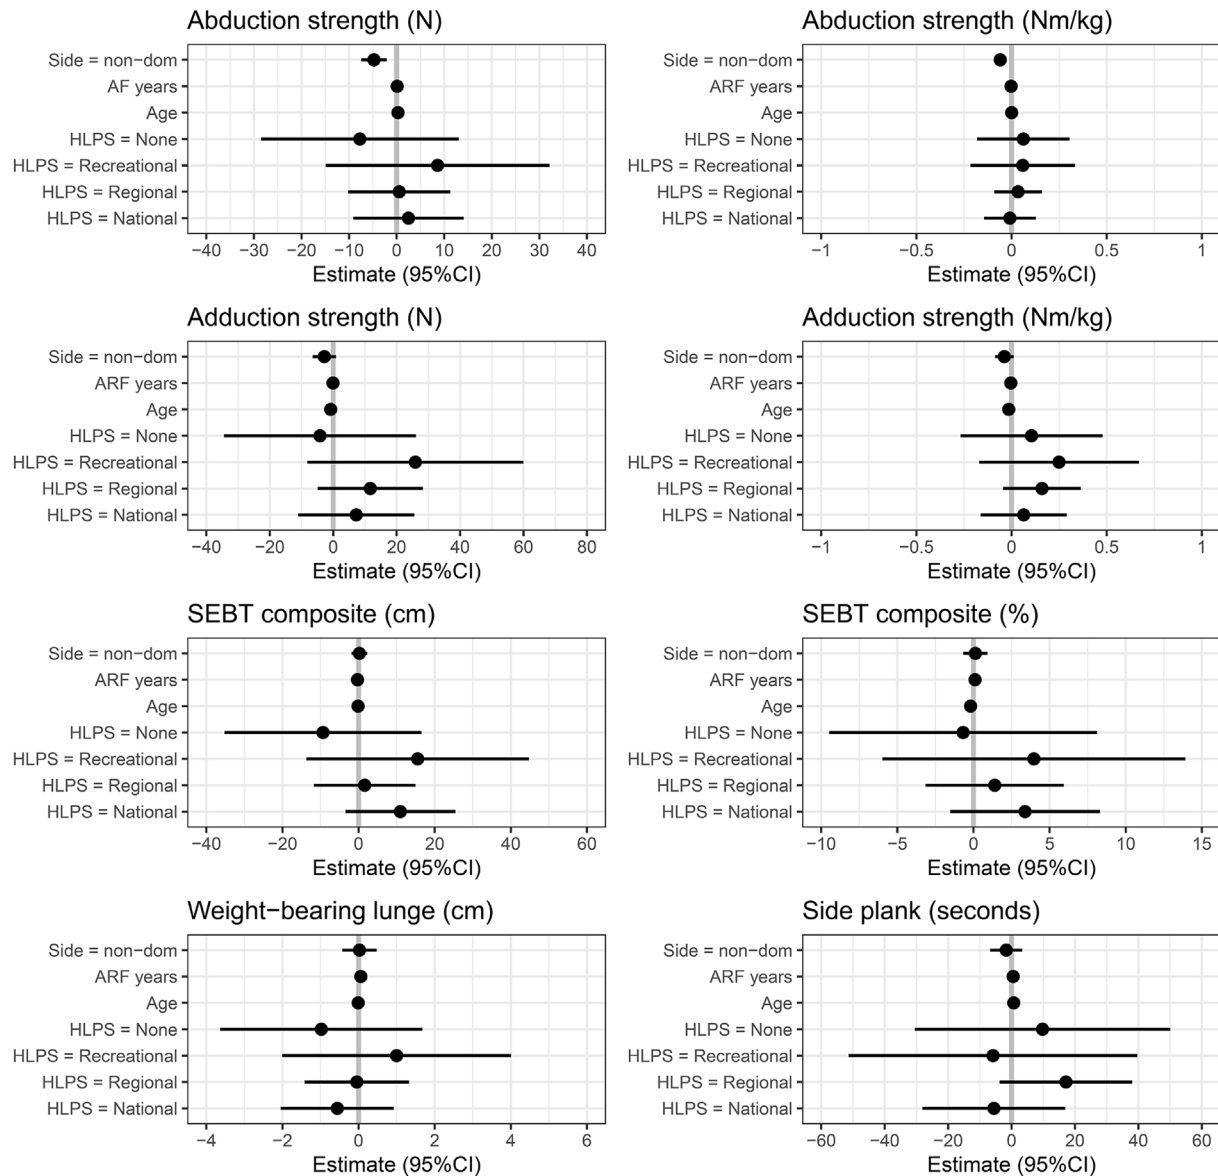 Abduction strength (N)
Side = non−dom
AF years
Age
HLPS = None
HLPS = Recreational
HLPS = Regional
HLPS = National
−40 −30 −20 −10 0 10 20 30 40
Estimate (95%CI)
Abduction strength (Nm/kg)
Side = non−dom
ARF years
Age
HLPS = None
HLPS = Recreational
HLPS = Regional
HLPS = National
−1 −0.5 0 0.5 1
Estimate (95%CI)
Adduction strength (N)
Side = non−dom
ARF years
Age
HLPS = None
HLPS = Recreational
HLPS = Regional
HLPS = National
−40 −20 0 20 40 60 80
Estimate (95%CI)
Adduction strength (Nm/kg)
Side = non−dom
ARF years
Age
HLPS = None
HLPS = Recreational
HLPS = Regional
HLPS = National
−1 −0.5 0 0.5 1
Estimate (95%CI)
SEBT composite (cm)
Side = non−dom
ARF years
Age
HLPS = None
HLPS = Recreational
HLPS = Regional
HLPS = National
−40 −20 0 20 40 60
Estimate (95%CI)
SEBT composite (%)
Side = non−dom
ARF years
Age
HLPS = None
HLPS = Recreational
HLPS = Regional
HLPS = National
−10 −5 0 5 10 15
Estimate (95%CI)
Weight−bearing lunge (cm)
Side = non−dom
ARF years
Age
HLPS = None
HLPS = Recreational
HLPS = Regional
HLPS = National
−4 −2 0 2 4 6
Estimate (95%CI)
Side plank (seconds)
Side = non−dom
ARF years
Age
HLPS = None
HLPS = Recreational
HLPS = Regional
HLPS = National
−60 −40 −20 0 20 40 60
Estimate (95%CI)